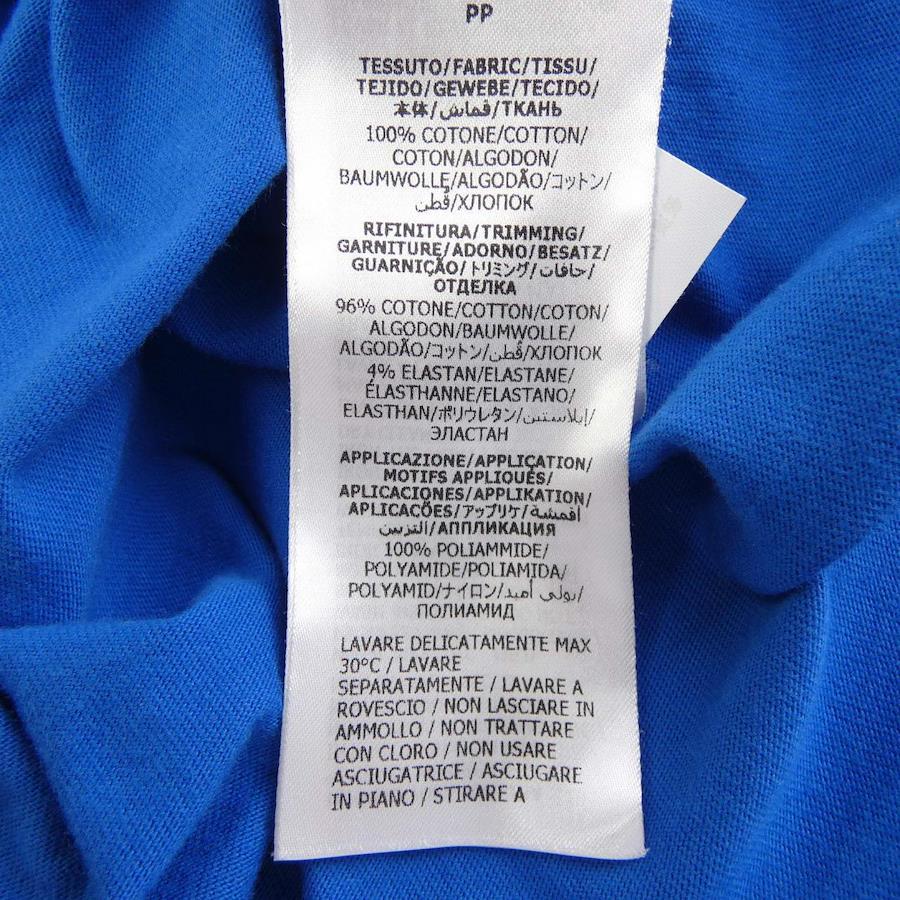 PP
TESSUTO/FABRIC/TISSU/
TEJIDO/GEWEBE/TECIDO/
本体/قماش/ТКАНЬ
100% COTONE/COTTON/
COTON/ALGODON/
BAUMWOLLE/ALGODÃO/コットン/
قُطن/ХЛОПОК
RIFINITURA/TRIMMING/
GARNITURE/ADORNO/BESATZ/
GUARNIÇÃO/トリミング/حافات/
ОТДЕЛКА
96% COTONE/COTTON/COTON/
ALGODON/BAUMWOLLE/
ALGODÃO/コットン/قُطن/ХЛОПОК
4% ELASTAN/ELASTANE/
ÉLASTHANNE/ELASTANO/
ELASTHAN/ポリウレタン/إيلاستين/
ЭЛАСТАН
APPLICAZIONE/APPLICATION/
MOTIFS APPLIQUÉS/
APLICACIONES/APPLIKATION/
APLICACÕES/アップリケ/أقمشة
التزيين/АППЛИКАЦИЯ
100% POLIAMMIDE/
POLYAMIDE/POLIAMIDA/
POLYAMID/ナイロン/بولي أميد/
ПОЛИАМИД
LAVARE DELICATAMENTE MAX
30°C / LAVARE
SEPARATAMENTE / LAVARE A
ROVESCIO / NON LASCIARE IN
AMMOLLO / NON TRATTARE
CON CLORO / NON USARE
ASCIUGATRICE / ASCIUGARE
IN PIANO / STIRARE A